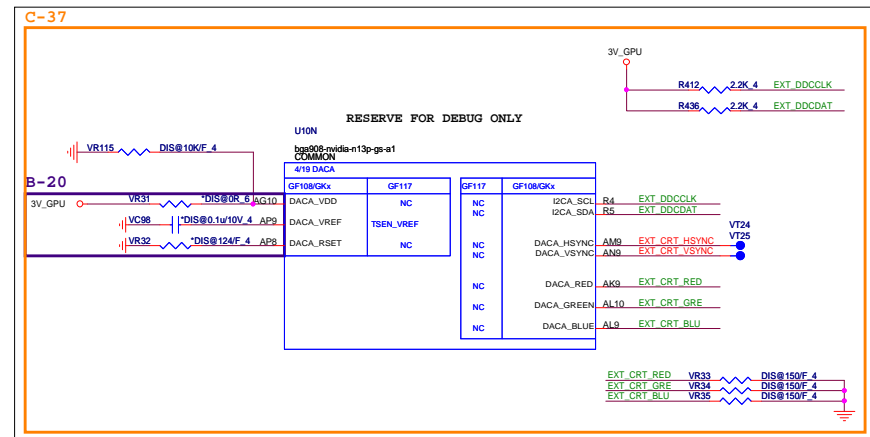 C-37
3V_GPU
R412 2.2K_4 EXT_DDCCLK
R436 2.2K_4 EXT_DDCDAT
RESERVE FOR DEBUG ONLY
U10N
VR115 DIS@10K/F_4
bga908-nvidia-n13p-gs-a1
COMMON
4/19 DACA
B-20
GF108/GKx GF117 GF117 GF108/GKx
3V_GPU VR31 *DIS@0R_6 AG10 DACA_VDD NC NC I2CA_SCL R4 EXT_DDCCLK
NC I2CA_SDA R5 EXT_DDCDAT
VC98 *DIS@0.1u/10V_4 AP9 DACA_VREF TSEN_VREF
VT24
VT25
VR32 *DIS@124/F_4 AP8 DACA_RSET NC NC DACA_HSYNC AM9 EXT_CRT_HSYNC
NC DACA_VSYNC AN9 EXT_CRT_VSYNC
NC DACA_RED AK9 EXT_CRT_RED
NC DACA_GREEN AL10 EXT_CRT_GRE
NC DACA_BLUE AL9 EXT_CRT_BLU
EXT_CRT_RED VR33 DIS@150/F_4
EXT_CRT_GRE VR34 DIS@150/F_4
EXT_CRT_BLU VR35 DIS@150/F_4